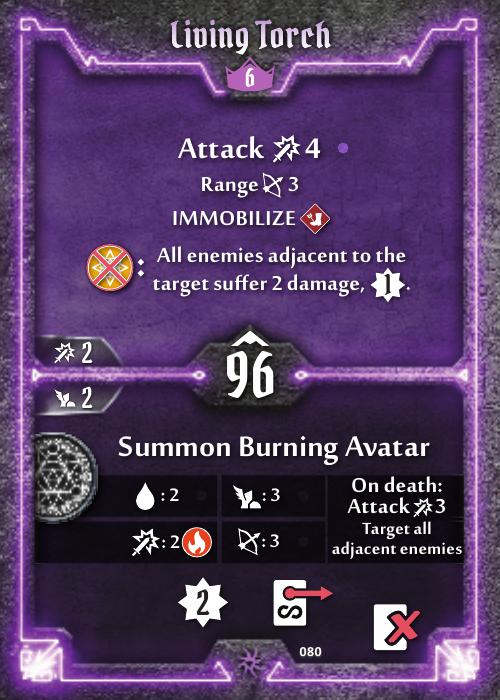 Living Torch
6
Attack 4
Range 3
IMMOBILIZE
: All enemies adjacent to the
target suffer 2 damage, 1.
2
96
2
Summon Burning Avatar
: 2
: 3
On death:
Attack 3
Target all
adjacent enemies
: 2
: 3
2
S
080